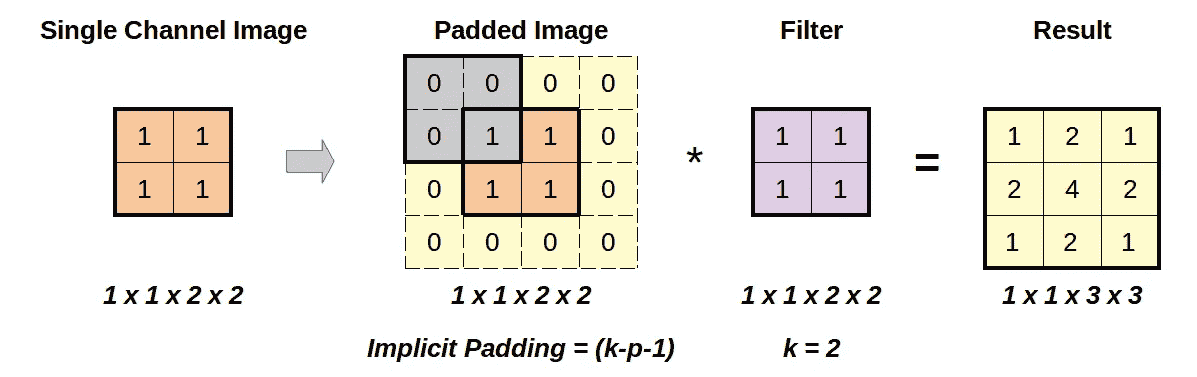 Single Channel Image
Padded Image
Filter
Result
0 0 0 0
1 1
0 1 1 0
*
1 1
=
1 2 1
1 1
0 1 1 0
1 1
2 4 2
0 0 0 0
1 2 1
1 x 1 x 2 x 2
1 x 1 x 2 x 2
1 x 1 x 2 x 2
1 x 1 x 3 x 3
Implicit Padding = (k-p-1)
k = 2